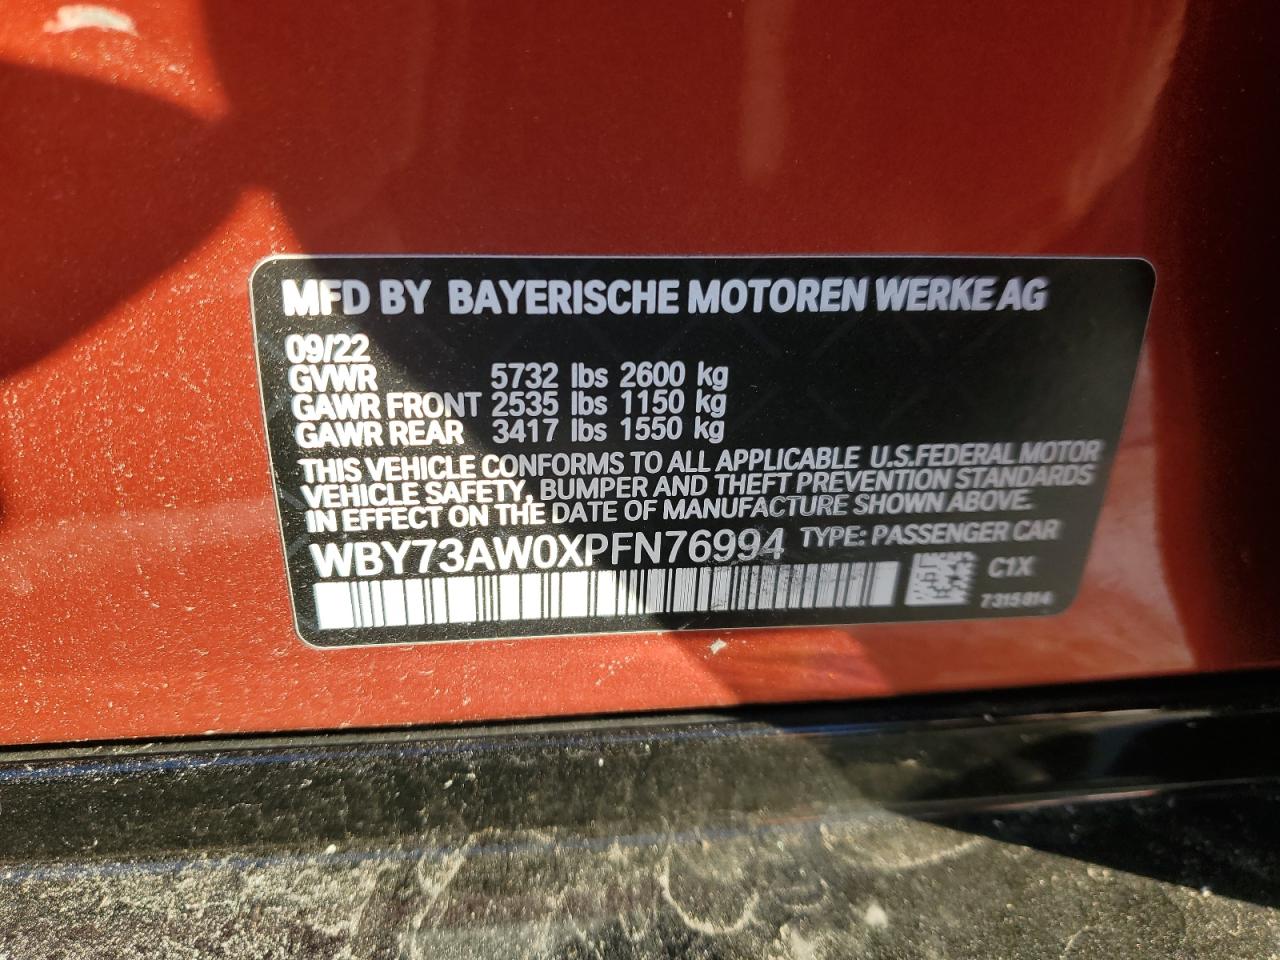 MFD BY BAYERISCHE MOTOREN WERKE AG
09/22
GVWR 5732 lbs 2600 kg
GAWR FRONT 2535 lbs 1150 kg
GAWR REAR 3417 lbs 1550 kg
THIS VEHICLE CONFORMS TO ALL APPLICABLE U.S.FEDERAL MOTOR
VEHICLE SAFETY, BUMPER AND THEFT PREVENTION STANDARDS
IN EFFECT ON THE DATE OF MANUFACTURE SHOWN ABOVE.
WBY73AW0XPFN76994 TYPE: PASSENGER CAR
C1X
7315814